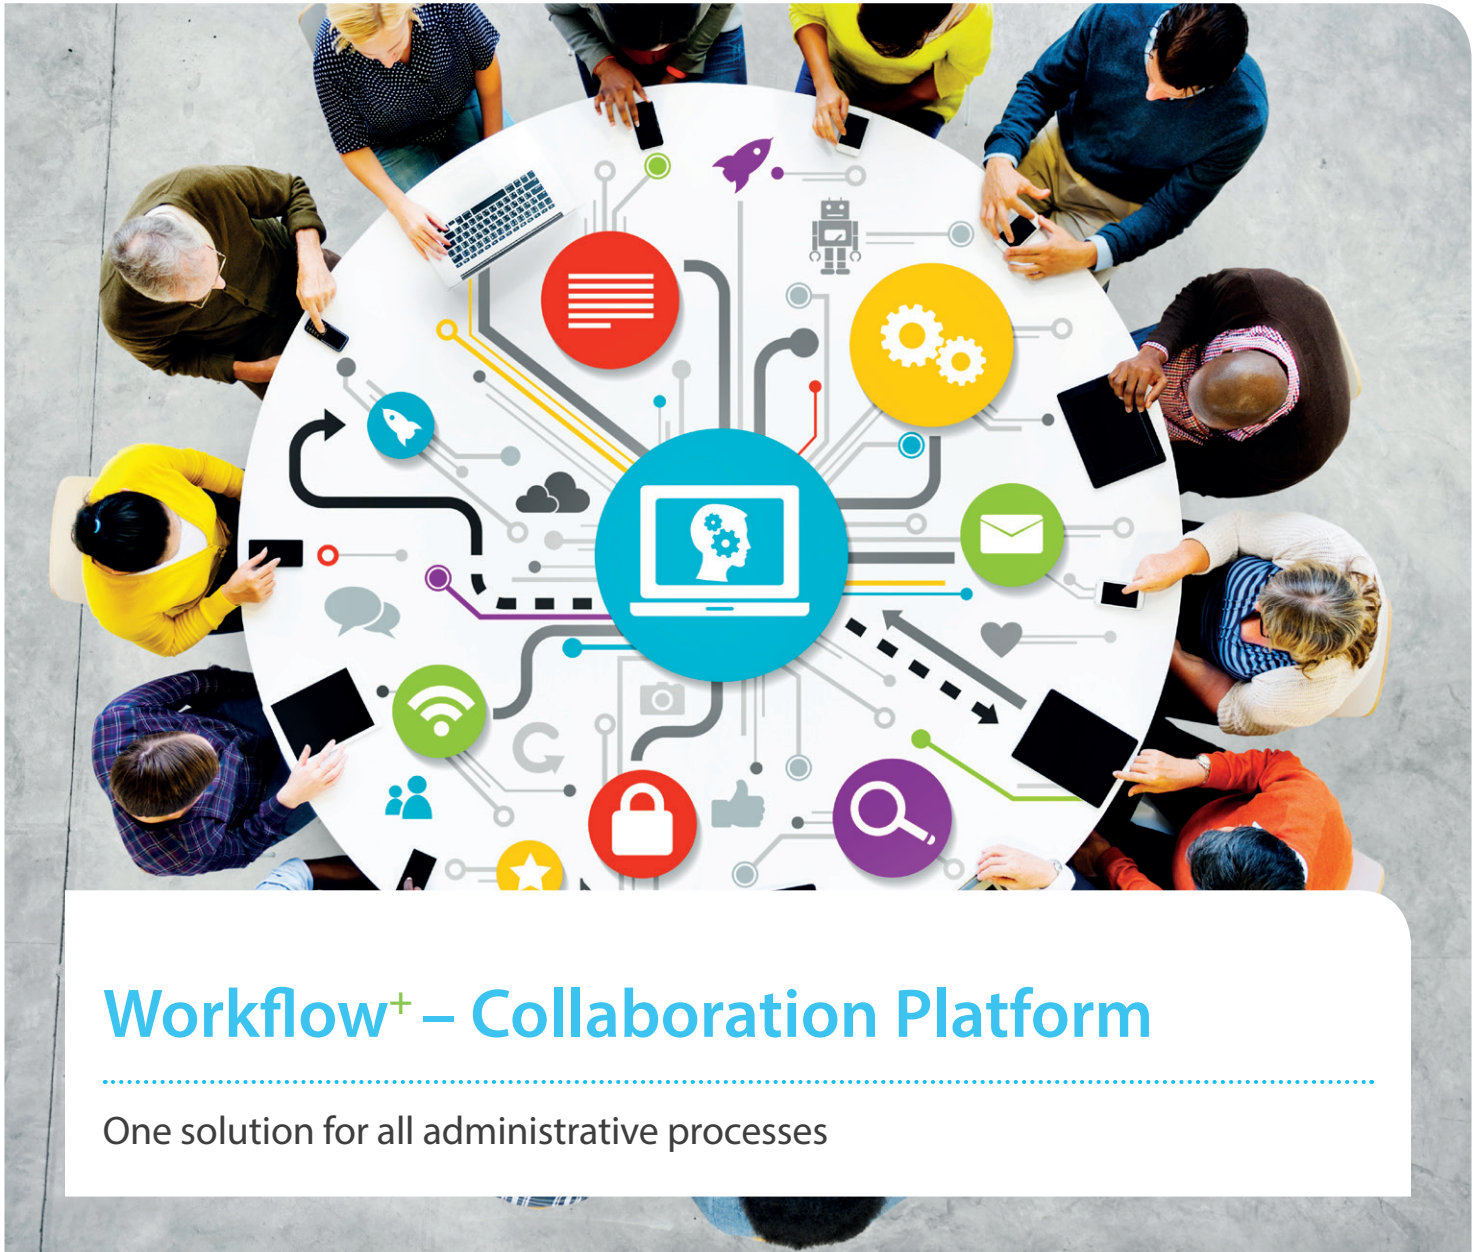 Workflow+ – Collaboration Platform
One solution for all administrative processes